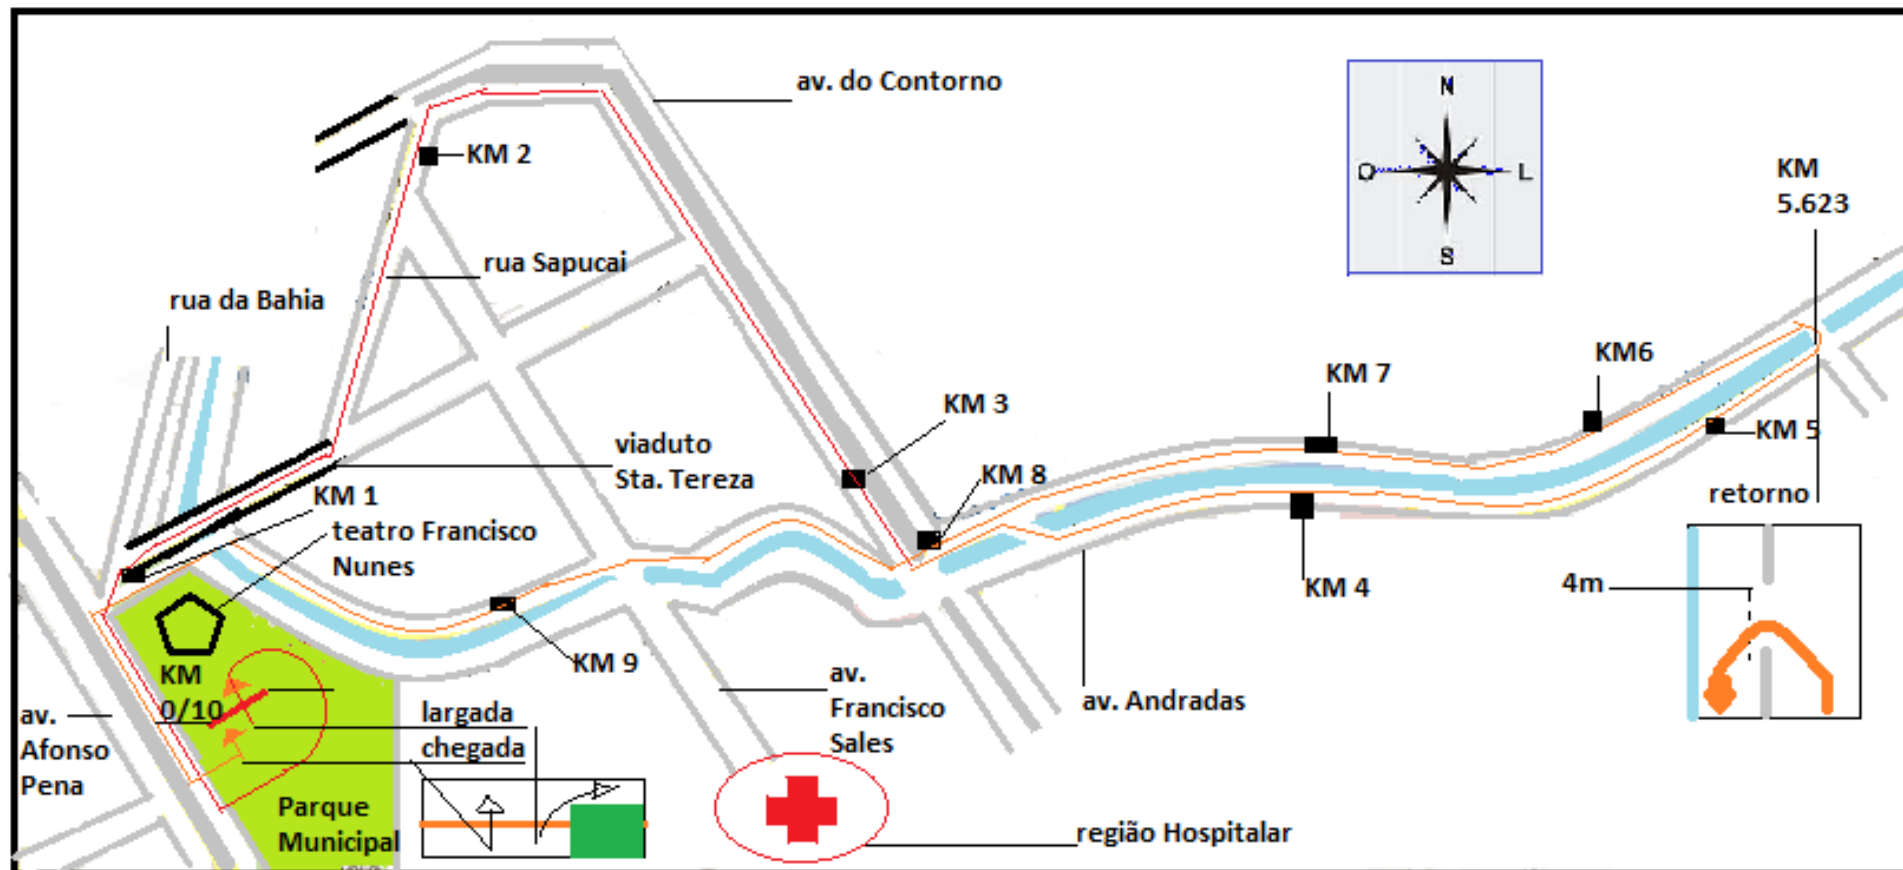 av. do Contorno
N
O
L
S
KM
5.623
KM 2
rua Sapucai
rua da Bahia
KM6
KM 7
KM 3
KM 5
viaduto
Sta. Tereza
KM 8
KM 1
retorno
teatro Francisco
Nunes
KM 4
4m
KM 9
KM
0/10
av.
Francisco
Sales
av. Andradas
av.
Afonso
Pena
largada
chegada
Parque
Municipal
região Hospitalar